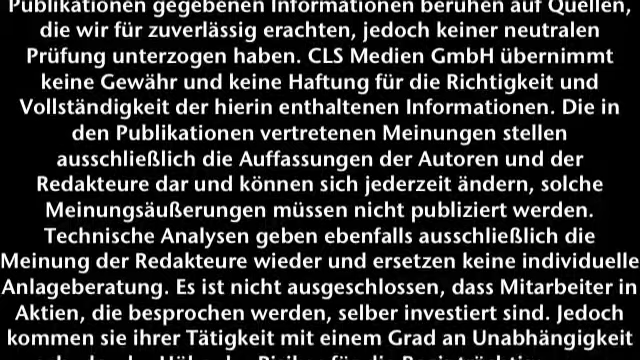 Publikationen gegebenen Informationen beruhen auf Quellen,
die wir für zuverlässig erachten, jedoch keiner neutralen
Prüfung unterzogen haben. CLS Medien GmbH übernimmt
keine Gewähr und keine Haftung für die Richtigkeit und
Vollständigkeit der hierin enthaltenen Informationen. Die in
den Publikationen vertretenen Meinungen stellen
ausschließlich die Auffassungen der Autoren und der
Redakteure dar und können sich jederzeit ändern, solche
Meinungsäußerungen müssen nicht publiziert werden.
Technische Analysen geben ebenfalls ausschließlich die
Meinung der Redakteure wieder und ersetzen keine individuelle
Anlageberatung. Es ist nicht ausgeschlossen, dass Mitarbeiter in
Aktien, die besprochen werden, selber investiert sind. Jedoch
kommen sie ihrer Tätigkeit mit einem Grad an Unabhängigkeit